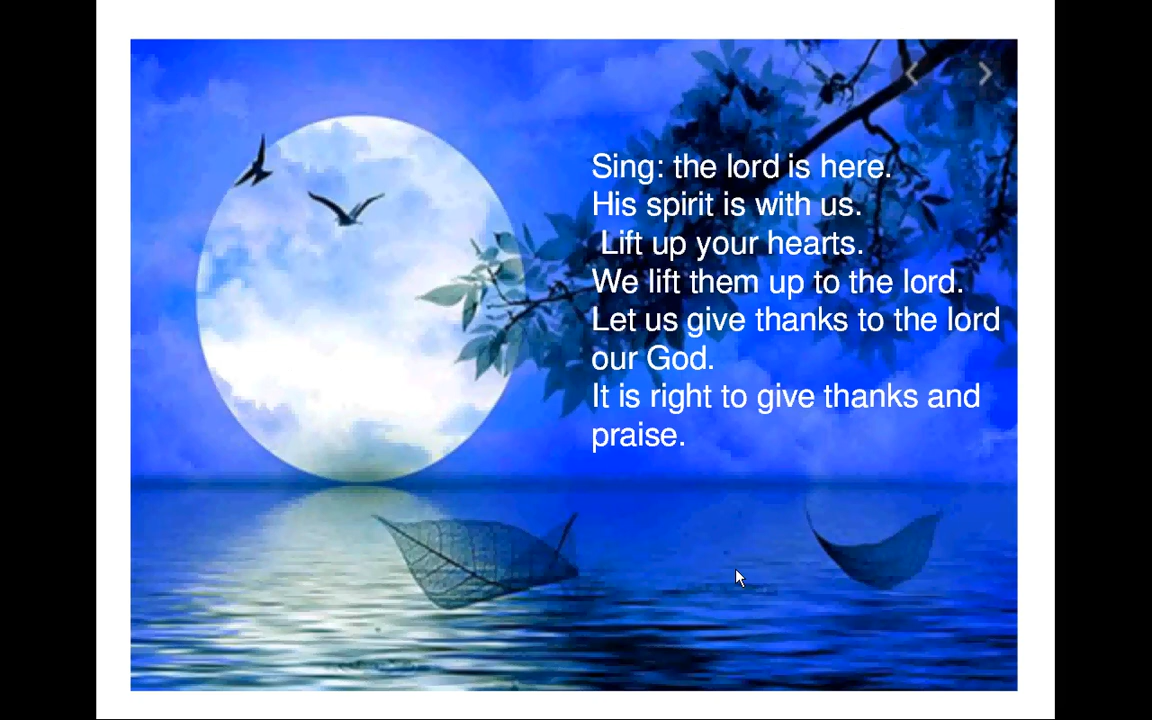 Sing: the lord is here.
His spirit is with us.
Lift up your hearts.
We lift them up to the lord.
Let us give thanks to the lord
our God.
It is right to give thanks and
praise.